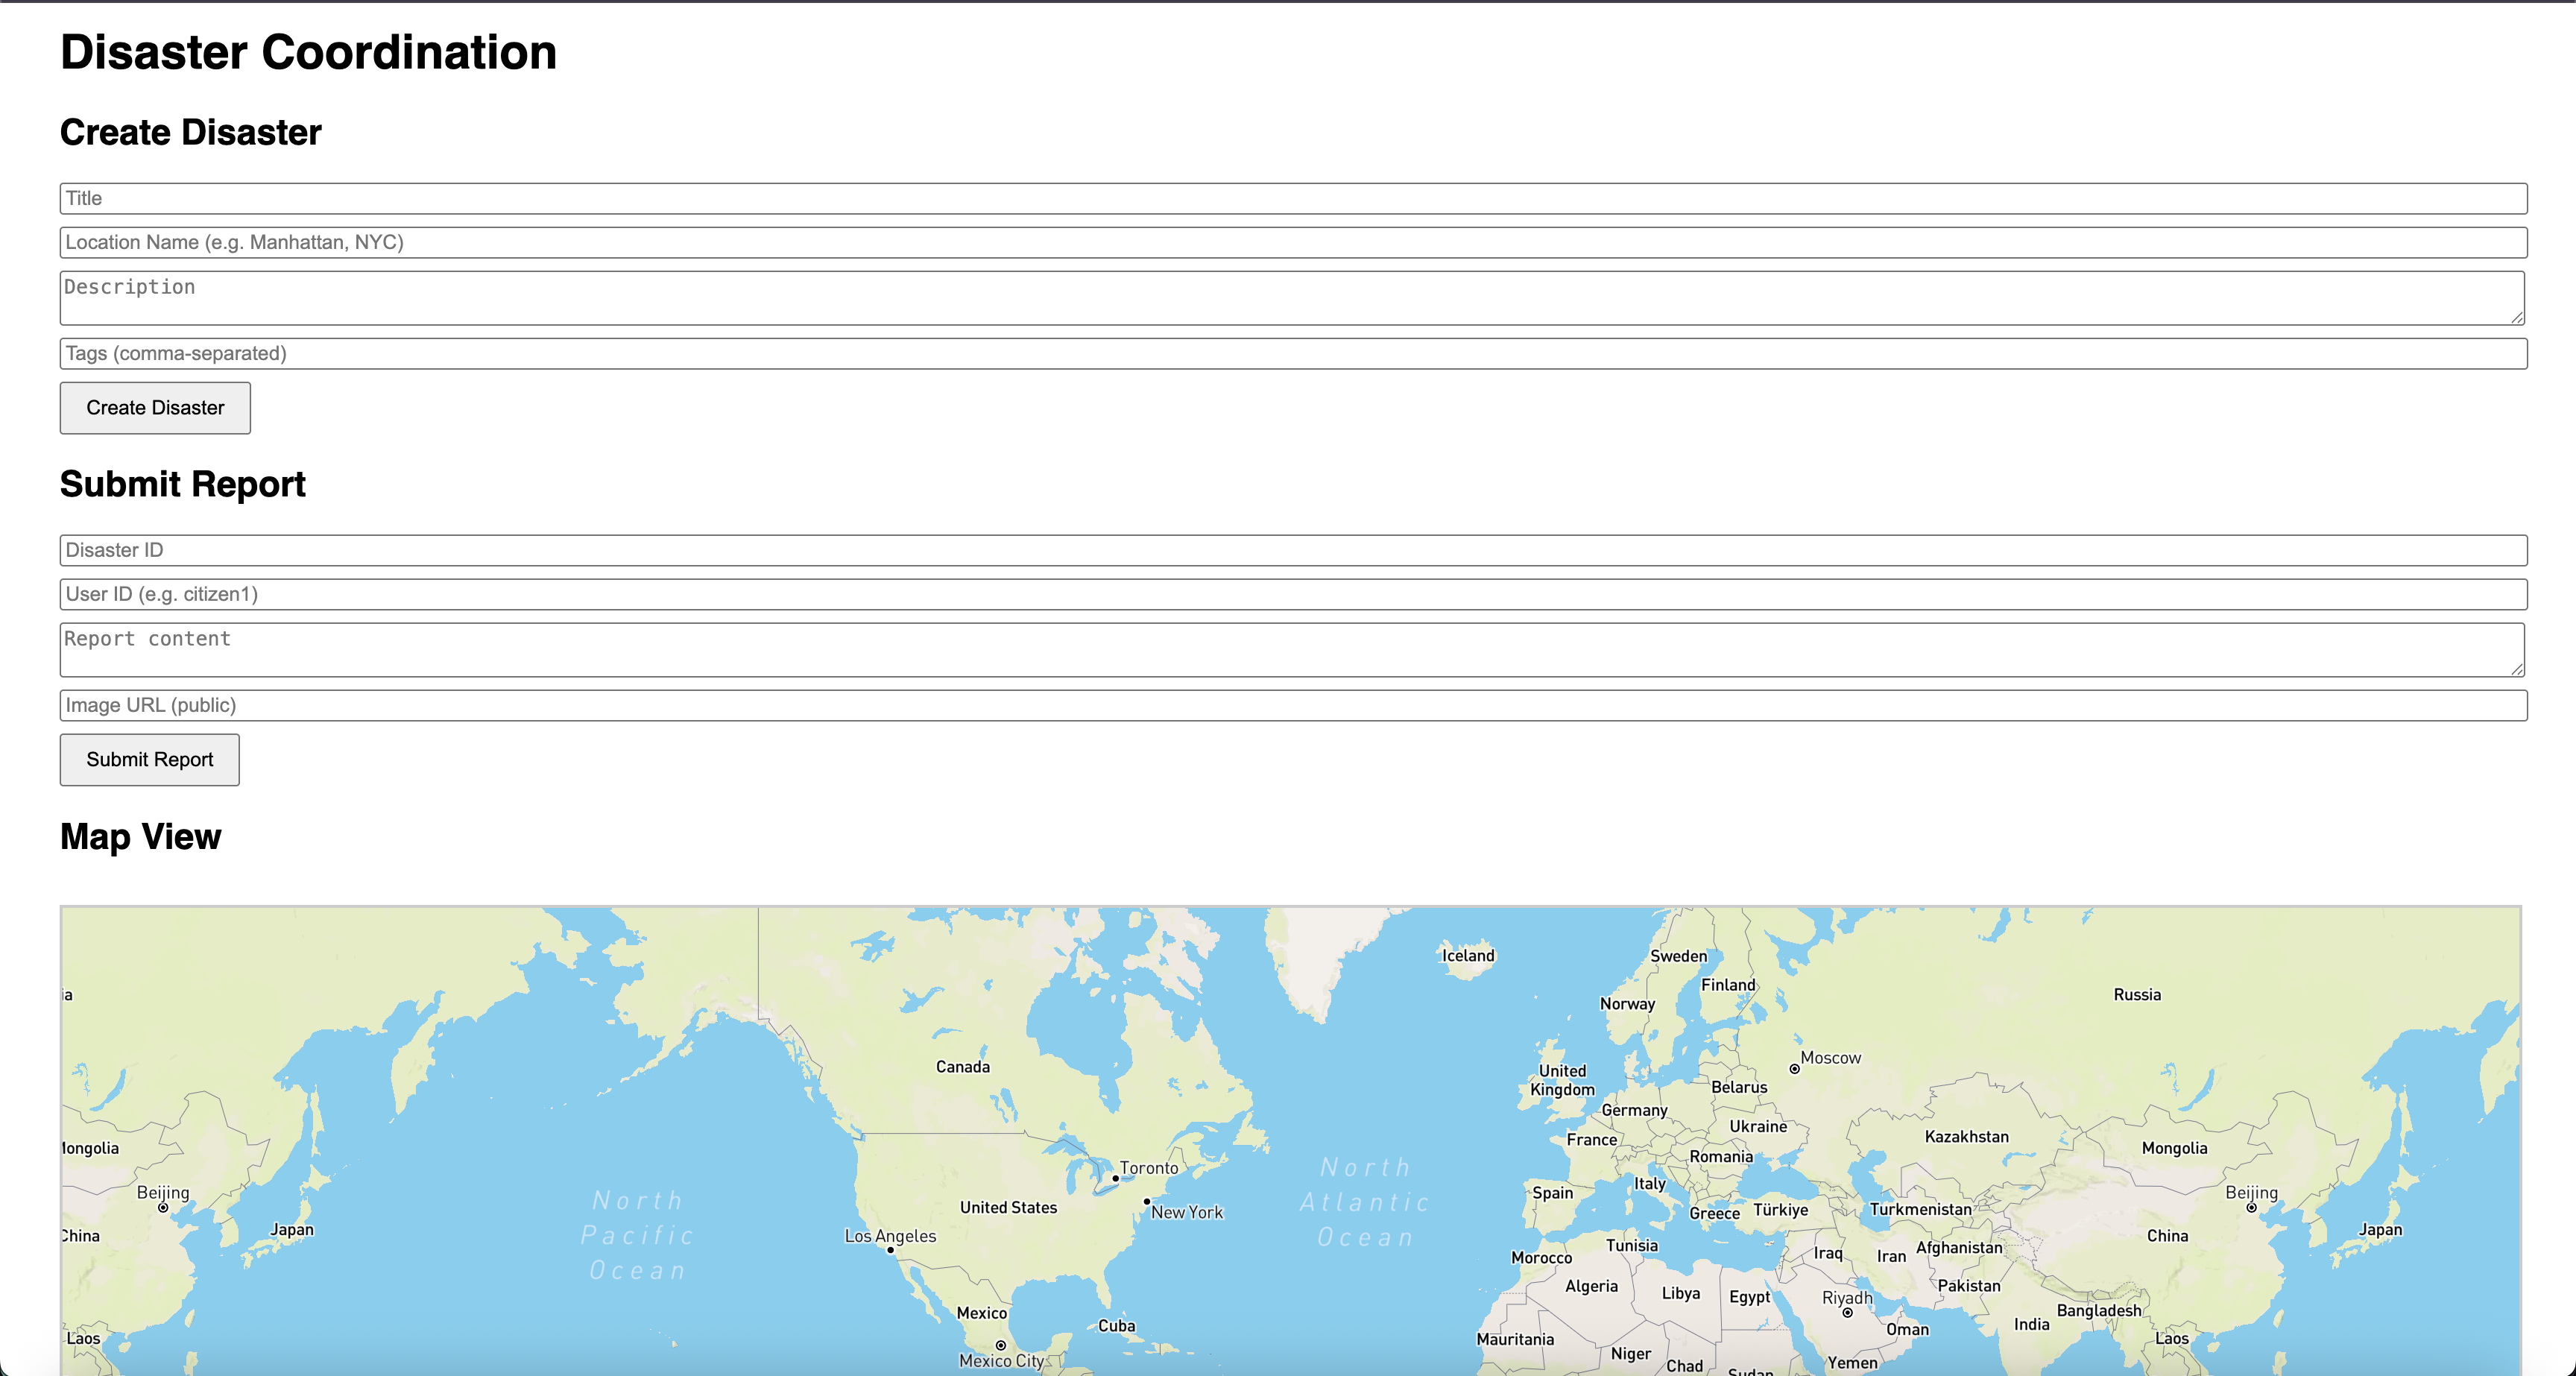 Disaster Coordination
Create Disaster
Title
Location Name (e.g. Manhattan, NYC)
Description
Tags (comma-separated)
Create Disaster
Submit Report
Disaster ID
User ID (e.g. citizen1)
Report content
Image URL (public)
Submit Report
Map View
Iceland
Sweden
Finland
Norway
ia
Russia
Moscow
Canada
United
Kingdom
Belarus
Germany
Ukraine
France
Kazakhstan
longolia
Mongolia
Romania
Toronto
North
Atlantic
Ocean
Italy
Spain
Beijing
Beijing
North
Pacific
Ocean
United States
New York
Greece
Türkiye
Turkmenistan
Japan
Japan
China
China
Los Angeles
Tunisia
Morocco
Iraq
Iran
Afghanistan
Algeria
Libya
Egypt
Pakistan
Riyadh
Mexico
Cuba
Bangladesh
India
Oman
Laos
Laos
Mauritania
Niger
Chad
Sudan
Yemen
Mexico City